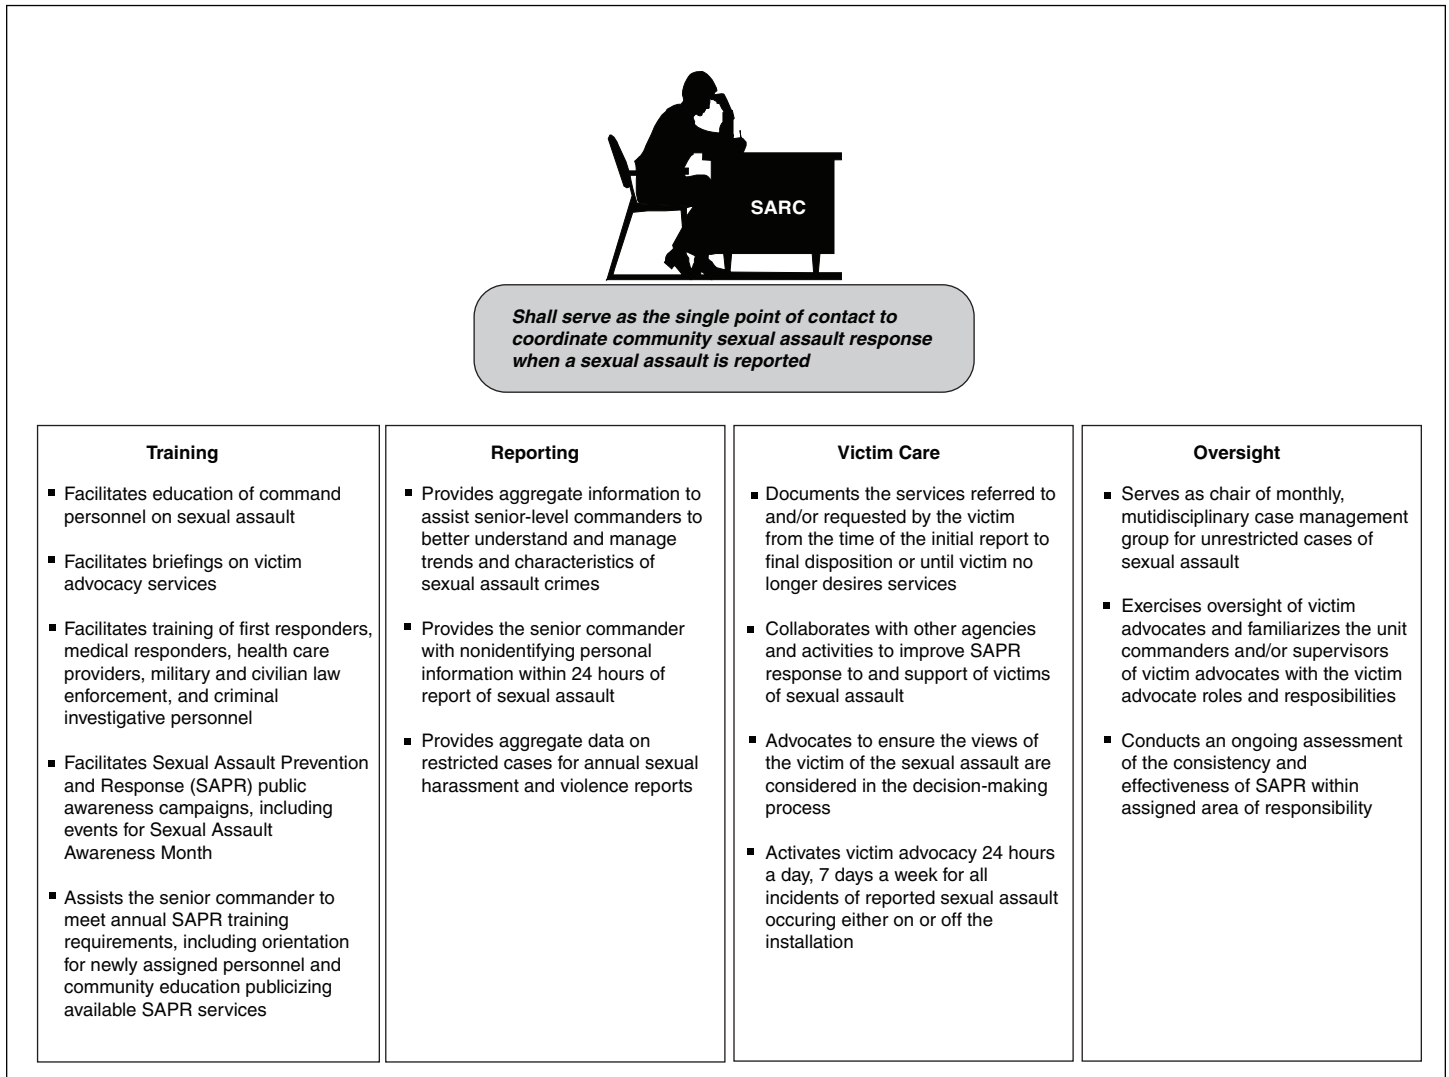 SARC
Shall serve as the single point of contact to
coordinate community sexual assault response
when a sexual assault is reported
Training
▪ Facilitates education of command
personnel on sexual assault
▪ Facilitates briefings on victim
advocacy services
▪ Facilitates training of first responders,
medical responders, health care
providers, military and civilian law
enforcement, and criminal
investigative personnel
▪ Facilitates Sexual Assault Prevention
and Response (SAPR) public
awareness campaigns, including
events for Sexual Assault
Awareness Month
▪ Assists the senior commander to
meet annual SAPR training
requirements, including orientation
for newly assigned personnel and
community education publicizing
available SAPR services
Reporting
▪ Provides aggregate information to
assist senior-level commanders to
better understand and manage
trends and characteristics of
sexual assault crimes
▪ Provides the senior commander
with nonidentifying personal
information within 24 hours of
report of sexual assault
▪ Provides aggregate data on
restricted cases for annual sexual
harassment and violence reports
Victim Care
▪ Documents the services referred to
and/or requested by the victim
from the time of the initial report to
final disposition or until victim no
longer desires services
▪ Collaborates with other agencies
and activities to improve SAPR
response to and support of victims
of sexual assault
▪ Advocates to ensure the views of
the victim of the sexual assault are
considered in the decision-making
process
▪ Activates victim advocacy 24 hours
a day, 7 days a week for all
incidents of reported sexual assault
occuring either on or off the
installation
Oversight
▪ Serves as chair of monthly,
mutidisciplinary case management
group for unrestricted cases of
sexual assault
▪ Exercises oversight of victim
advocates and familiarizes the unit
commanders and/or supervisors
of victim advocates with the victim
advocate roles and resposibilities
▪ Conducts an ongoing assessment
of the consistency and
effectiveness of SAPR within
assigned area of responsibility